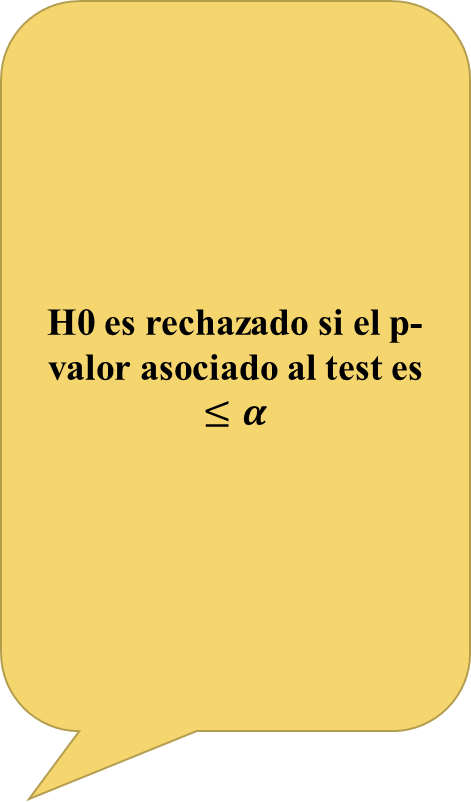 H0 es rechazado si el p-
valor asociado al test es
≤ α